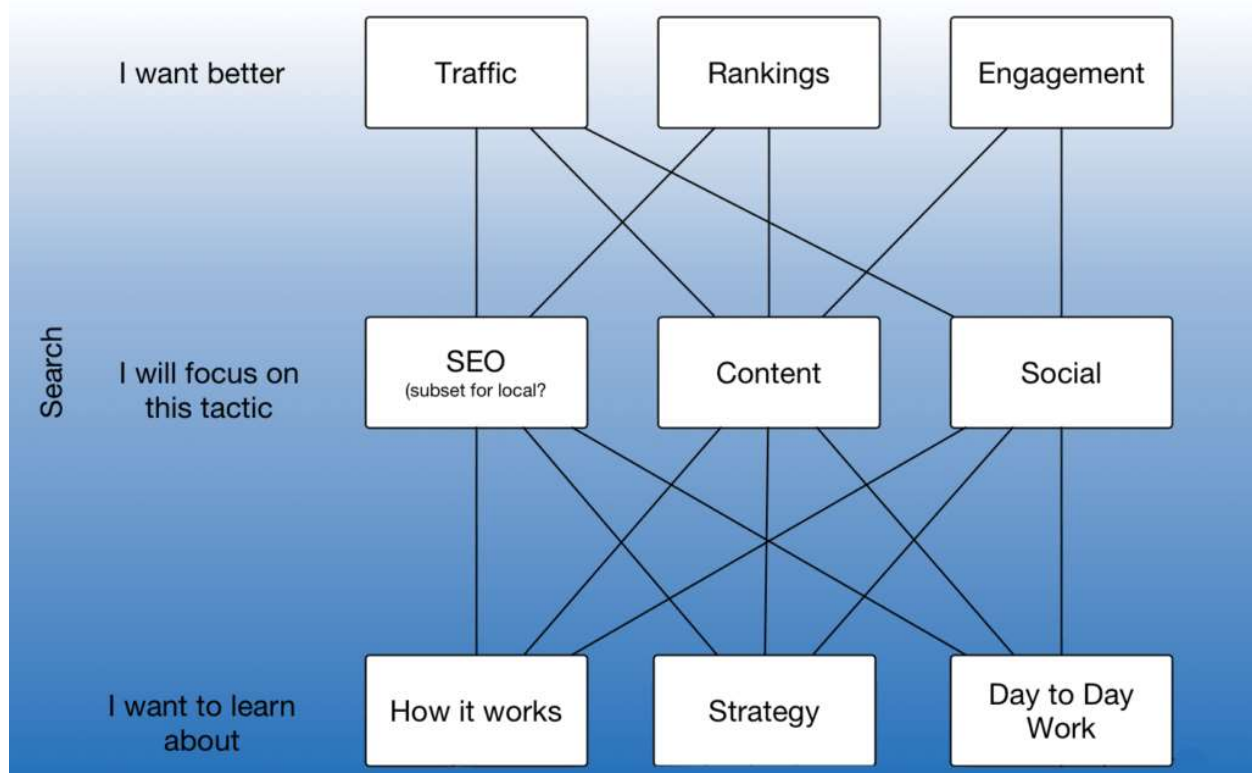 I want better
Traffic
Rankings
Engagement
Search
I will focus on
this tactic
SEO
(subset for local?
Content
Social
I want to learn
about
How it works
Strategy
Day to Day
Work